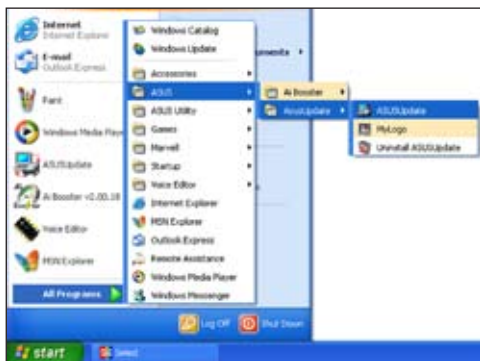 Internet
Internet Explorer
E-mail
Outlook Express
Paint
Windows Media Player
ASUSUpdate
Ai Booster v2.00.18
Voice Editor
MSN Explorer
All Programs
Windows Catalog
Windows Update
Accessories
ASUS
ASUS Utility
Games
Marvell
Startup
Voice Editor
Internet Explorer
MSN Explorer
Outlook Express
Remote Assistance
Windows Media Player
Windows Messenger
uments
Ai Booster
AsusUpdate
ASUSUpdate
MyLogo
Uninstall ASUSUpdate
Log Off
Shut Down
start